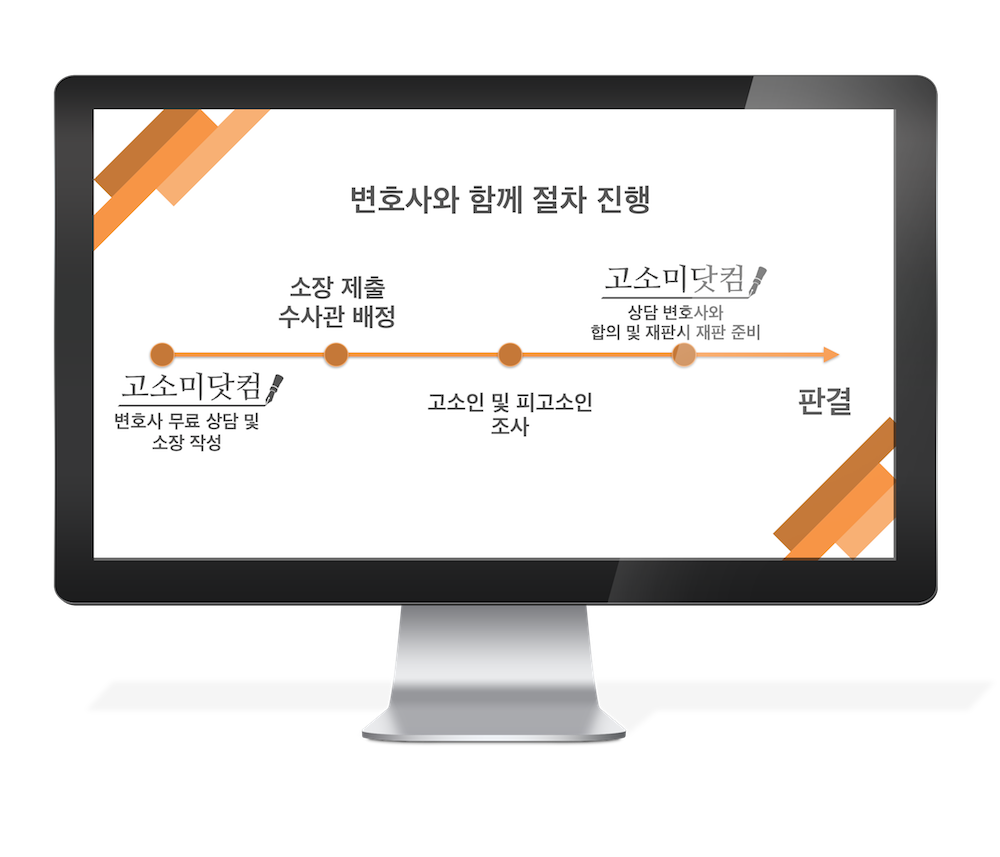 변호사와 함께 절차 진행
고소미닷컴
변호사 무료 상담 및
소장 작성
소장 제출
수사관 배정
고소인 및 피고소인
조사
고소미닷컴
상담 변호사와
합의 및 재판시 재판 준비
판결